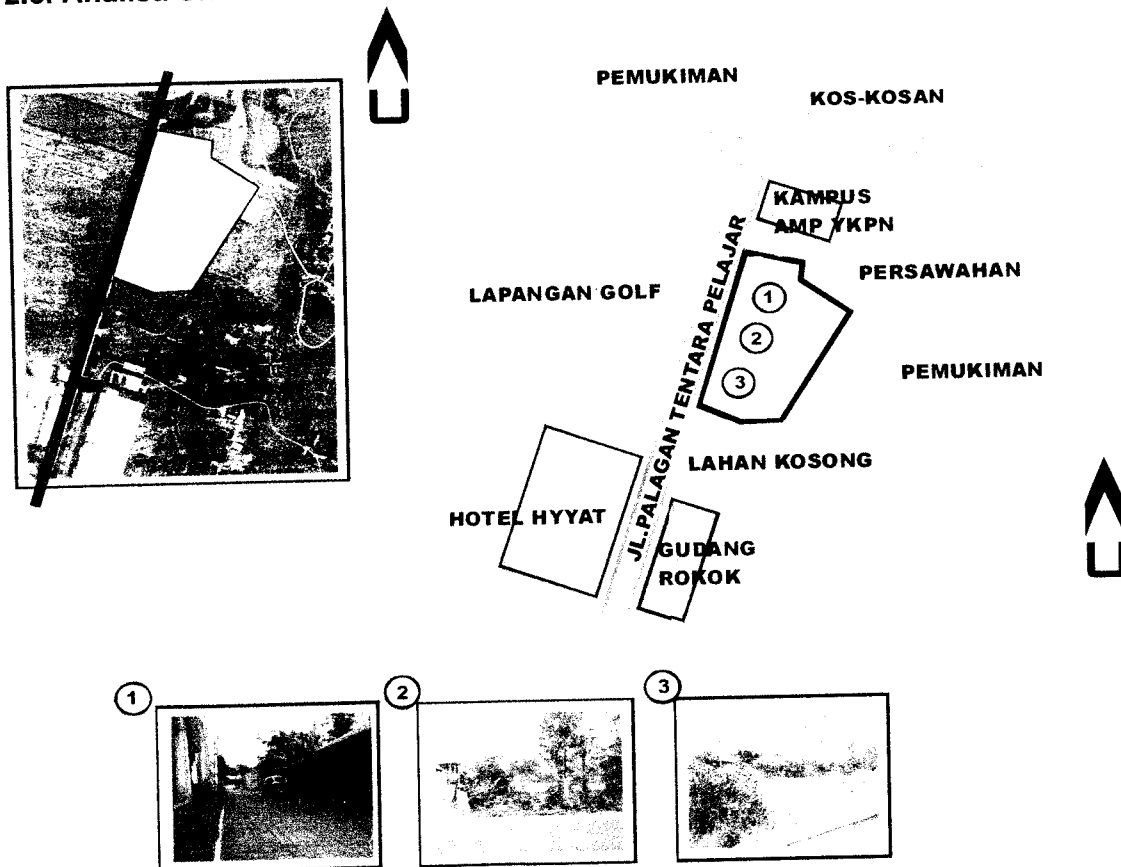 PEMUKIMAN
KOS-KOSAN
KAMPUS
AMP YKPN
PERSAWAHAN
LAPANGAN GOLF
JL.PALAGAN TENTARA PELAJAR
1
2
3
PEMUKIMAN
LAHAN KOSONG
HOTEL HYYAT
GUDANG
ROKOK
1
2
3